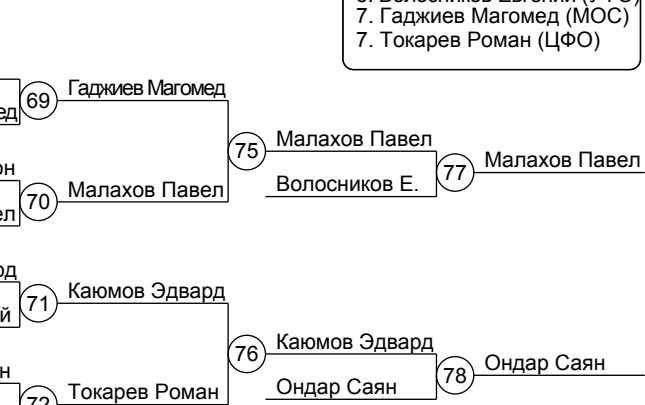 7. Гаджиев Магомед (МОС)
7. Токарев Роман (ЦФО)
69 Гаджиев Магомед
75 Малахов Павел
77 Малахов Павел
70 Малахов Павел
Волосников Е.
71 Каюмов Эдвард
76 Каюмов Эдвард
78 Ондар Саян
72 Токарев Роман
Ондар Саян